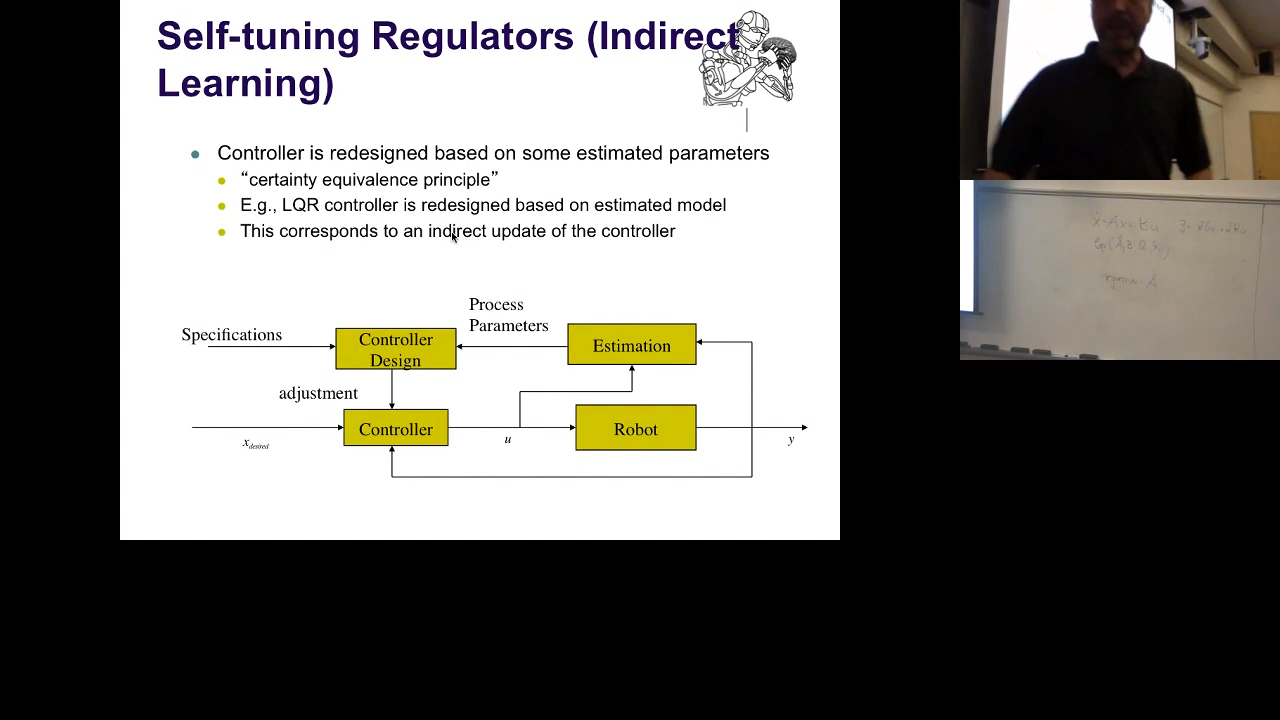 Self-tuning Regulators (Indirect
Learning)
Controller is redesigned based on some estimated parameters
“certainty equivalence principle”
E.g., LQR controller is redesigned based on estimated model
This corresponds to an indirect update of the controller
Process
Parameters
Specifications
Controller
Design
Estimation
adjustment
Controller
Robot
x desired
u
y